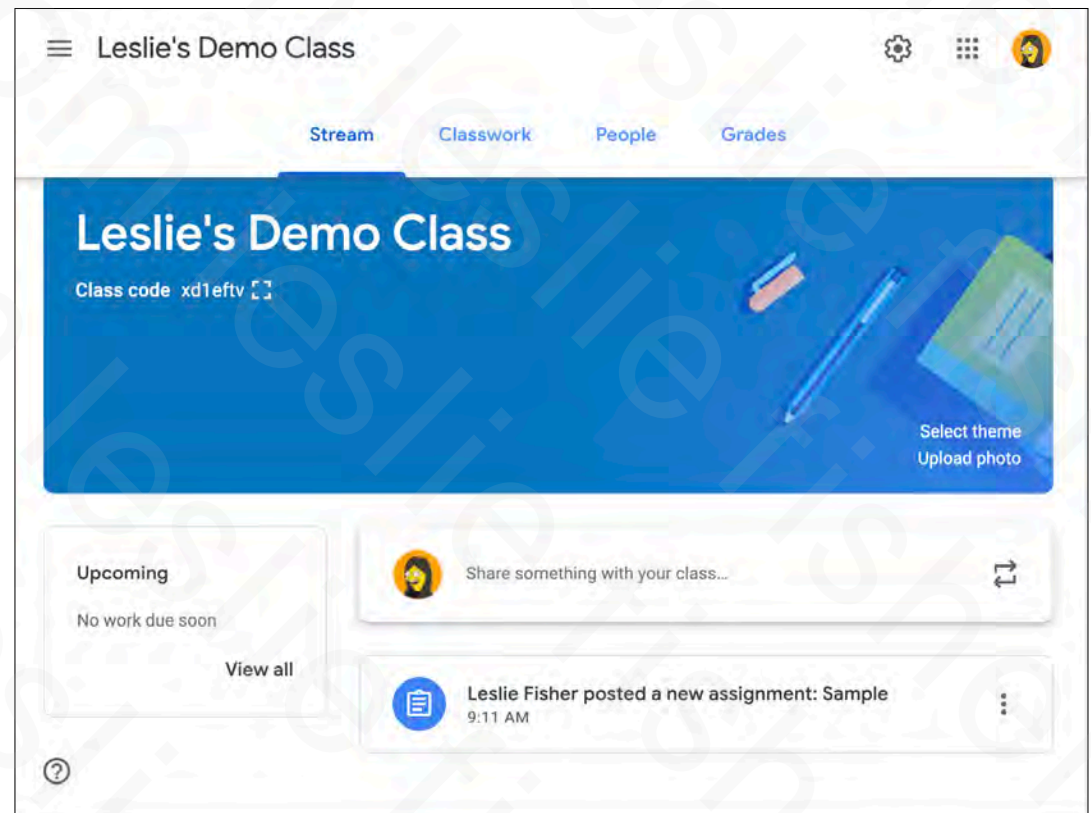 Leslie's Demo Class
Stream Classwork People Grades
Leslie's Demo Class
Class code xd1eftv
Select theme
Upload photo
Upcoming
No work due soon
View all
Share something with your class...
Leslie Fisher posted a new assignment: Sample
9:11 AM